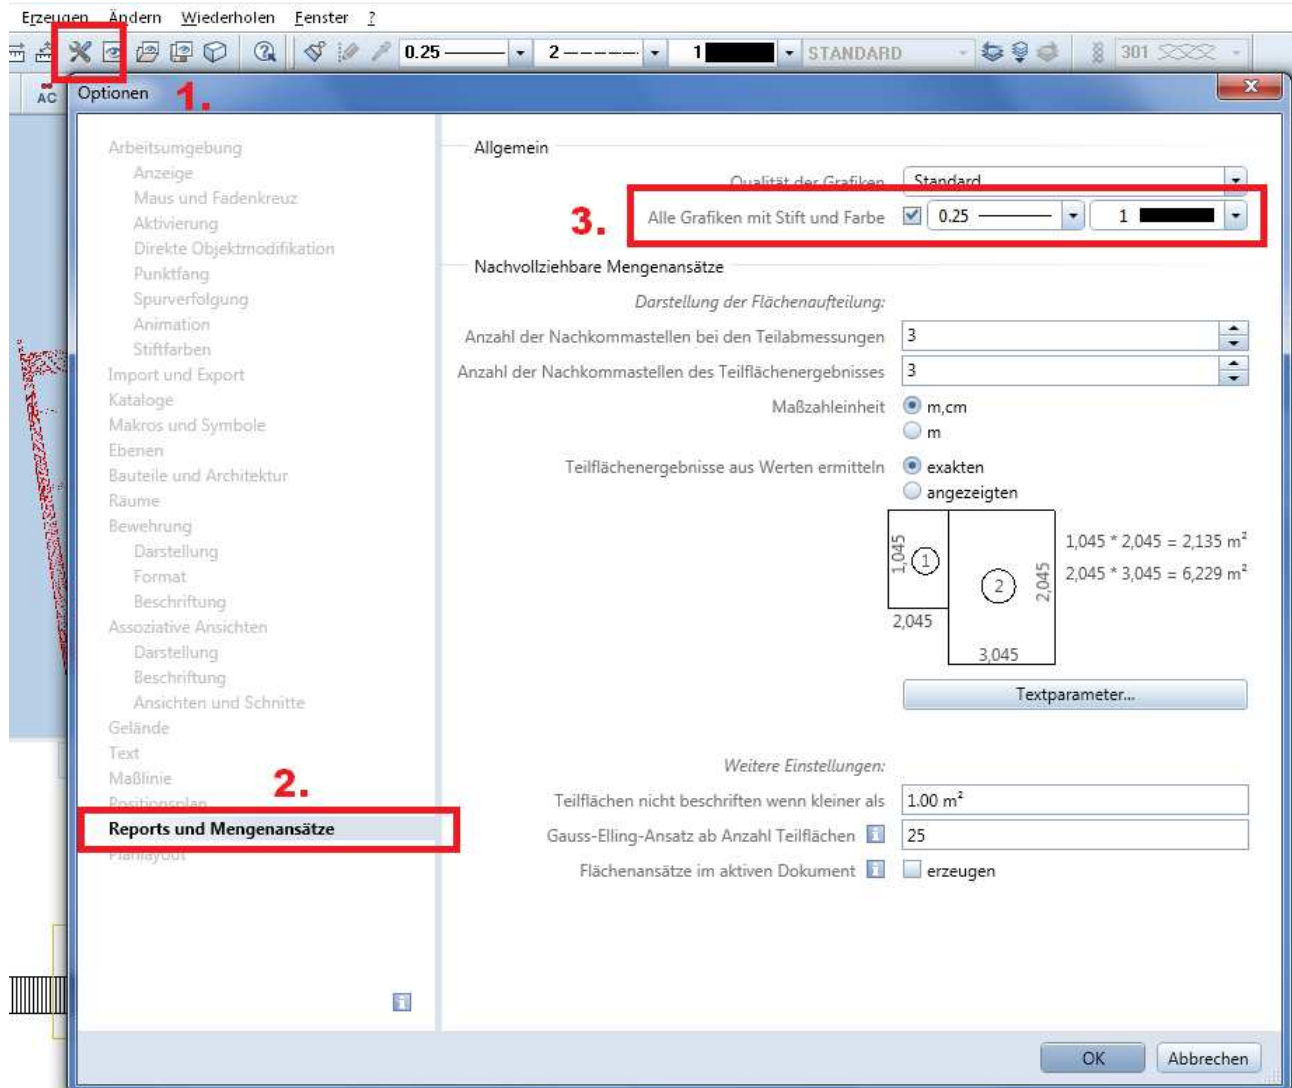 Erzeugen Ändern Wiederholen Fenster ?
0.25 2 1 STANDARD 301
AC
Optionen 1.
Arbeitsumgebung
Anzeige
Maus und Fadenkreuz
Aktivierung
Direkte Objektmodifikation
Punktfang
Spurverfolgung
Animation
Stiftfarben
Import und Export
Kataloge
Makros und Symbole
Ebenen
Bauteile und Architektur
Räume
Bewehrung
Darstellung
Format
Beschriftung
Assoziative Ansichten
Darstellung
Beschriftung
Ansichten und Schnitte
Gelände
Text
Maßlinie
2.
Positionsplan
Reports und Mengenansätze
Planlayout
Allgemein
Qualität der Grafiken Standard
3. Alle Grafiken mit Stift und Farbe 0.25 1
Nachvollziehbare Mengenansätze
Darstellung der Flächenaufteilung:
Anzahl der Nachkommastellen bei den Teilabmessungen 3
Anzahl der Nachkommastellen des Teilflächenergebnisses 3
Maßzahleinheit m,cm
m
Teilflächenergebnisse aus Werten ermitteln exakten
angezeigten
1,045 1 2 2,045
2,045
3,045
1,045 * 2,045 = 2,135 m²
2,045 * 3,045 = 6,229 m²
Textparameter...
Weitere Einstellungen:
Teilflächen nicht beschriften wenn kleiner als 1.00 m²
Gauss-Elling-Ansatz ab Anzahl Teilflächen 25
Flächenansätze im aktiven Dokument erzeugen
OK Abbrechen